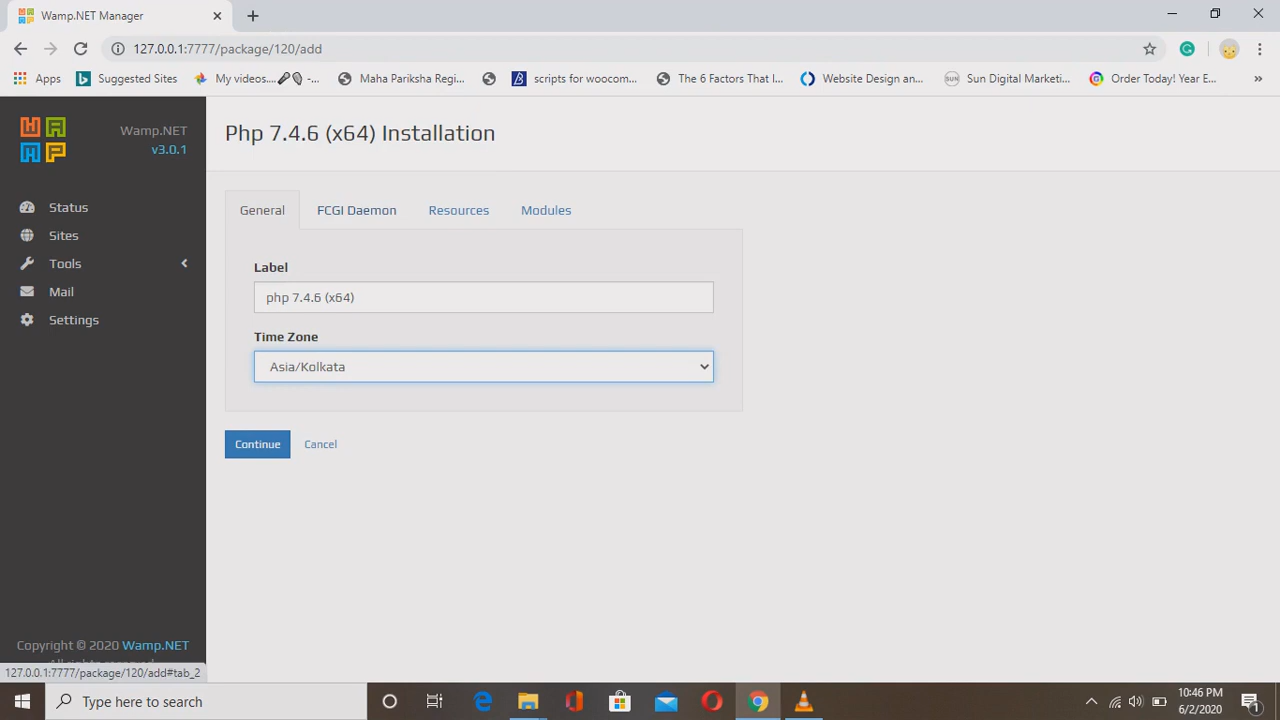 Wamp.NET Manager
127.0.0.1:7777/package/120/add
Apps
Suggested Sites
My videos....🎤 -...
Maha Pariksha Regi...
scripts for woocom...
The 6 Factors That I...
Website Design an...
SUN
Sun Digital Marketi...
Order Today! Year E...
»
WAMP
Wamp.NET
v3.0.1
Status
Sites
Tools
Mail
Settings
Php 7.4.6 (x64) Installation
General
FCGI Daemon
Resources
Modules
Label
php 7.4.6 (x64)
Time Zone
Asia/Kolkata
Continue
Cancel
Copyright © 2020 Wamp.NET
127.0.0.1:7777/package/120/add#tab_2
Type here to search
10:46 PM
6/2/2020
1